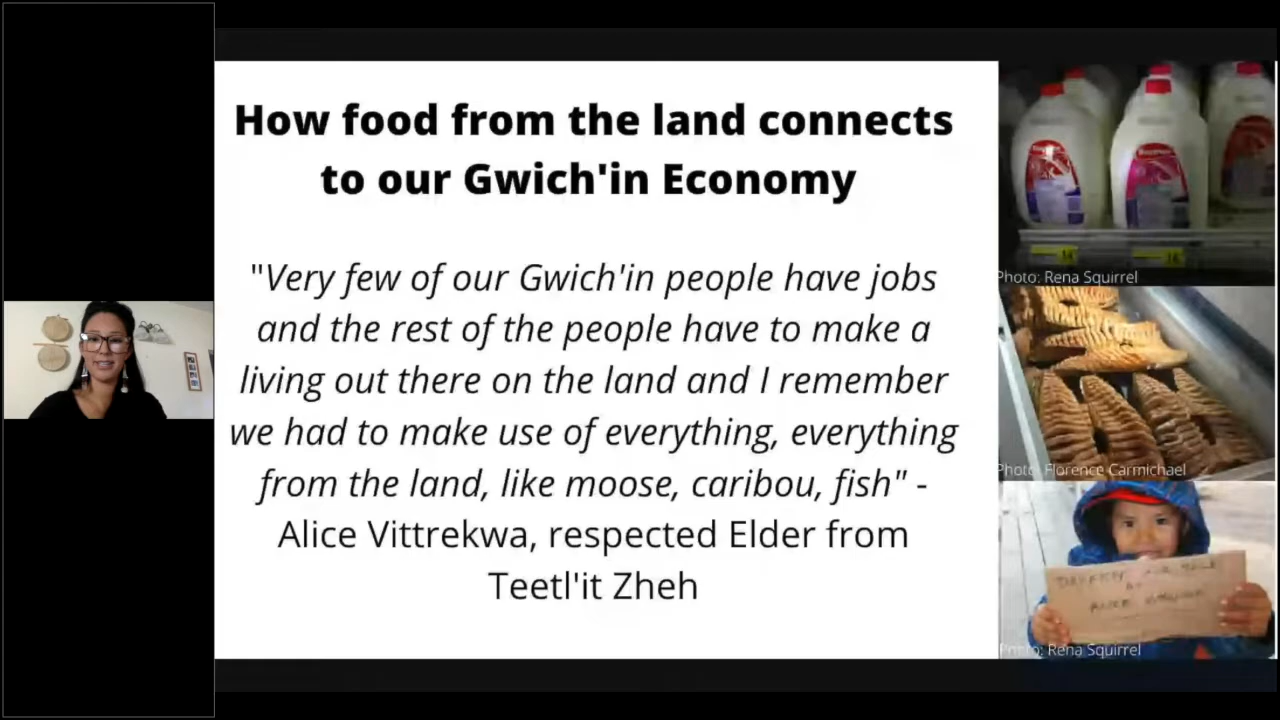 How food from the land connects
to our Gwich'in Economy
"Very few of our Gwich'in people have jobs
and the rest of the people have to make a
living out there on the land and I remember
we had to make use of everything, everything
from the land, like moose, caribou, fish" -
Alice Vittrekwa, respected Elder from
Teetl'it Zheh
Photo: Rena Squirrel
Photo: Florence Carmichael
Photo: Rena Squirrel